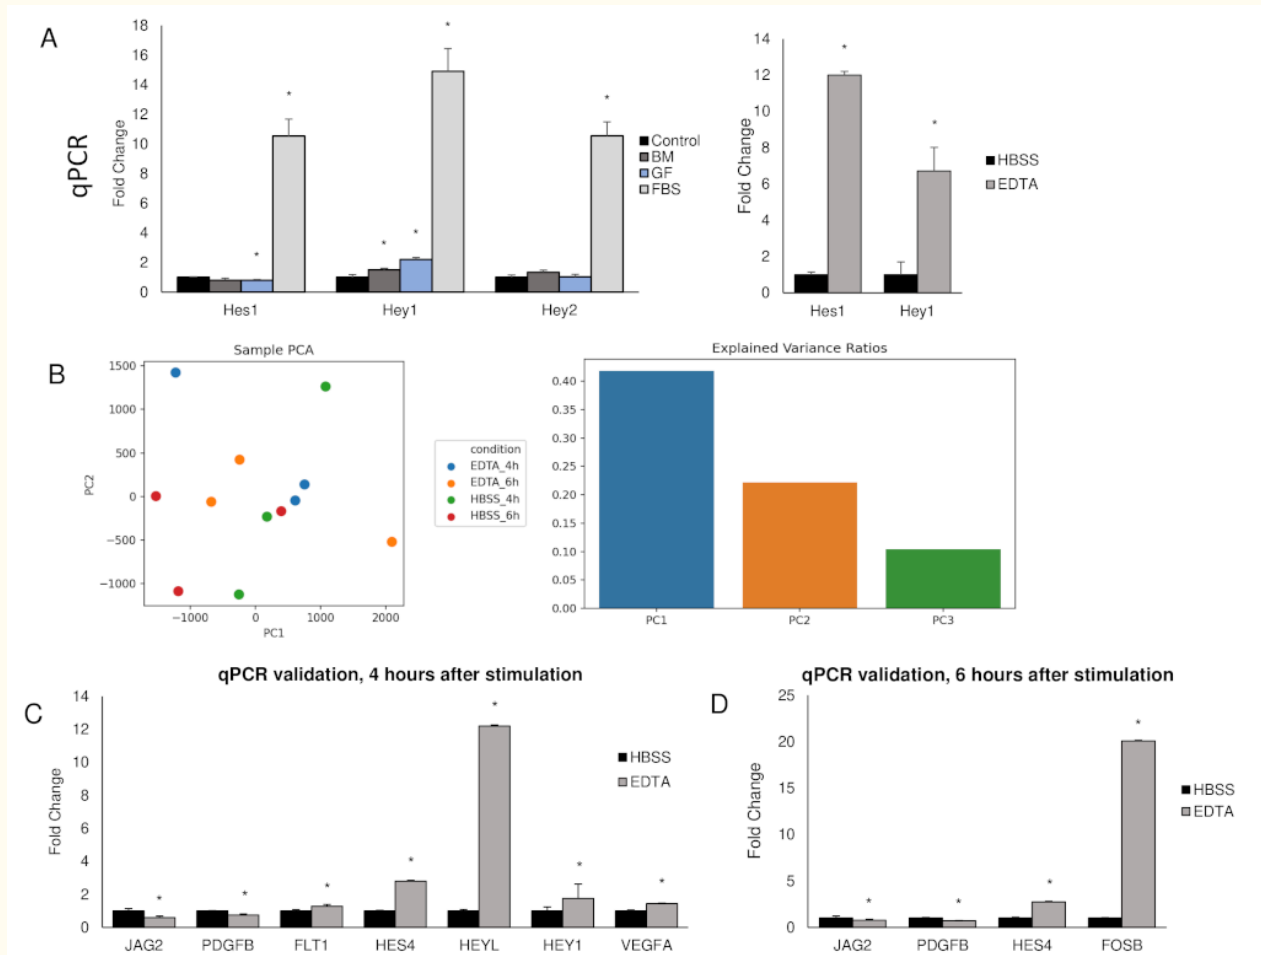 A
qPCR
Fold Change
18
16
14
12
10
8
6
4
2
0
*
*
*
*
*
*
Hes1
Hey1
Hey2
Control
BM
GF
FBS
Fold Change
14
12
10
8
6
4
2
0
*
*
Hes1
Hey1
HBSS
EDTA
B
Sample PCA
PC2
1500
1000
500
0
−500
−1000
−1000
0
1000
2000
PC1
condition
EDTA_4h
EDTA_6h
HBSS_4h
HBSS_6h
Explained Variance Ratios
0.40
0.35
0.30
0.25
0.20
0.15
0.10
0.05
0.00
PC1
PC2
PC3
C
qPCR validation, 4 hours after stimulation
Fold Change
14
12
10
8
6
4
2
0
*
*
*
*
*
*
*
JAG2
PDGFB
FLT1
HES4
HEYL
HEY1
VEGFA
HBSS
EDTA
D
qPCR validation, 6 hours after stimulation
Fold Change
25
20
15
10
5
0
*
*
*
*
JAG2
PDGFB
HES4
FOSB
HBSS
EDTA